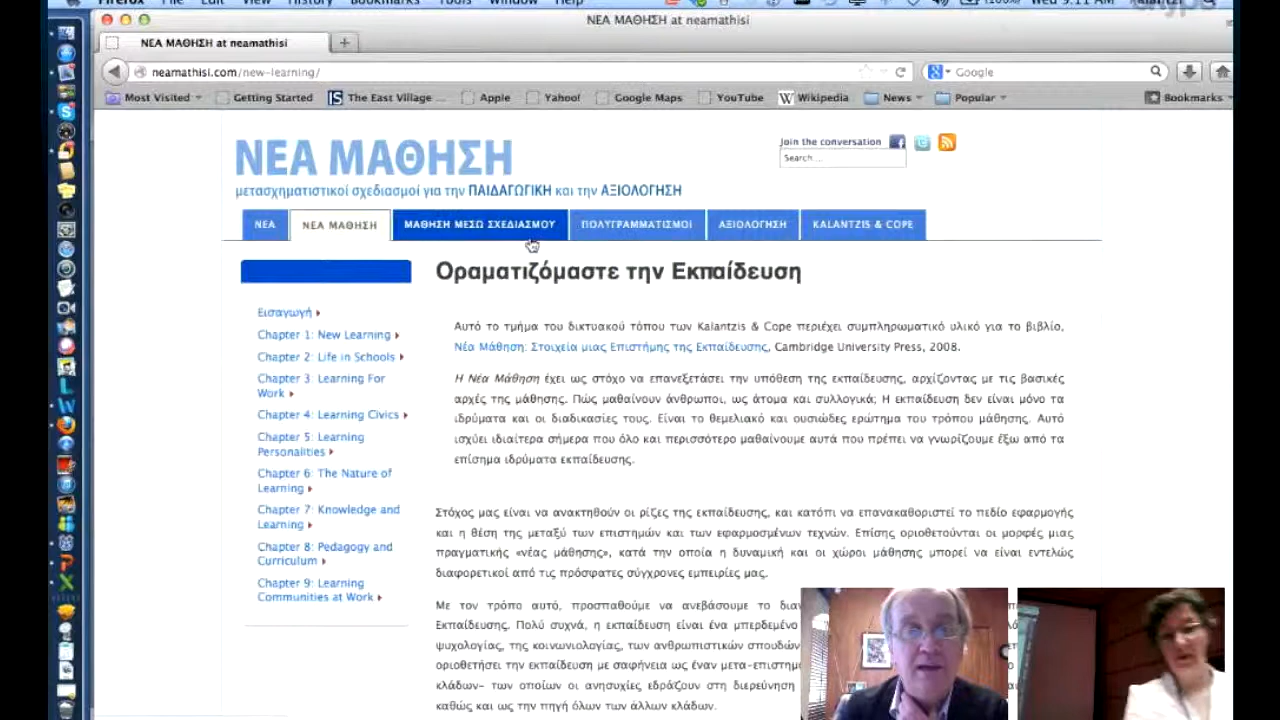 Firefox File Edit View History Bookmarks Tools Window Help (100%) Wed 9:11 AM
ΝΕΑ ΜΑΘΗΣΗ at neamathisi
ΝΕΑ ΜΑΘΗΣΗ at neamathisi
neamathisi.com/new-learning/ Google
Most Visited Getting Started The East Village ... Apple Yahoo! Google Maps YouTube Wikipedia News Popular Bookmarks
ΝΕΑ ΜΑΘΗΣΗ
μετασχηματιστικοί σχεδιασμοί για την ΠΑΙΔΑΓΩΓΙΚΗ και την ΑΞΙΟΛΟΓΗΣΗ
Join the conversation
Search ...
ΝΕΑ ΝΕΑ ΜΑΘΗΣΗ ΜΑΘΗΣΗ ΜΕΣΩ ΣΧΕΔΙΑΣΜΟΥ ΠΟΛΥΓΡΑΜΜΑΤΙΣΜΟΙ ΑΞΙΟΛΟΓΗΣΗ KALANTZIS & COPE
Εισαγωγή
Chapter 1: New Learning
Chapter 2: Life in Schools
Chapter 3: Learning For
Work
Chapter 4: Learning Civics
Chapter 5: Learning
Personalities
Chapter 6: The Nature of
Learning
Chapter 7: Knowledge and
Learning
Chapter 8: Pedagogy and
Curriculum
Chapter 9: Learning
Communities at Work
Οραματιζόμαστε την Εκπαίδευση
Αυτό το τμήμα του δικτυακού τόπου των Kalantzis & Cope περιέχει συμπληρωματικό υλικό για το βιβλίο,
Νέα Μάθηση: Στοιχεία μιας Επιστήμης της Εκπαίδευσης, Cambridge University Press, 2008.
Η Νέα Μάθηση έχει ως στόχο να επανεξετάσει την υπόθεση της εκπαίδευσης, αρχίζοντας με τις βασικές
αρχές της μάθησης. Πώς μαθαίνουν άνθρωποι, ως άτομα και συλλογικά; Η εκπαίδευση δεν είναι μόνο τα
ιδρύματα και οι διαδικασίες τους. Είναι το θεμελιακό και ουσιώδες ερώτημα του τρόπου μάθησης. Αυτό
ισχύει ιδιαίτερα σήμερα που όλο και περισσότερο μαθαίνουμε αυτά που πρέπει να γνωρίζουμε έξω από τα
επίσημα ιδρύματα εκπαίδευσης.
Στόχος μας είναι να ανακτηθούν οι ρίζες της εκπαίδευσης, και κατόπι να επανακαθοριστεί το πεδίο εφαρμογής
και η θέση της μεταξύ των επιστημών και των εφαρμοσμένων τεχνών. Επίσης οριοθετούνται οι μορφές μιας
πραγματικής «νέας μάθησης», κατά την οποία η δυναμική και οι χώροι μάθησης μπορεί να είναι εντελώς
διαφορετικοί από τις πρόσφατες σύγχρονες εμπειρίες μας.
Με τον τρόπο αυτό, προσπαθούμε να ανεβάσουμε το
Εκπαίδευσης. Πολύ συχνά, η εκπαίδευση είναι ένα μπερδεμένο
ψυχολογίας, της κοινωνιολογίας, των ανθρωπιστικών σπουδών
οριοθετήσει την εκπαίδευση με σαφήνεια ως έναν
κλάδων– των οποίων οι ανησυχίες εδράζουν στη διερεύνηση
καθώς και ως την πηγή όλων των άλλων κλάδων.